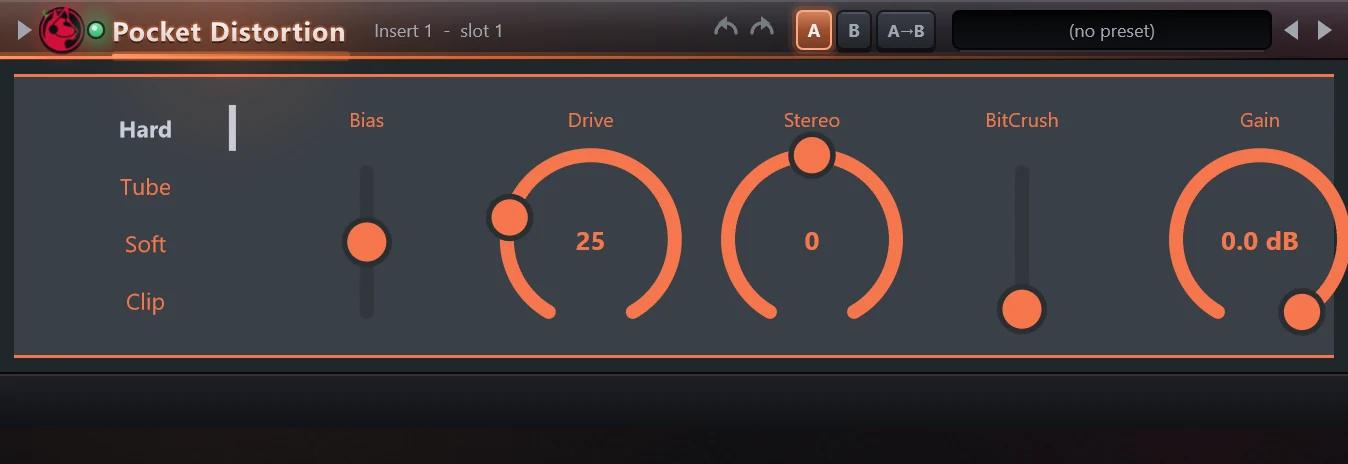 Pocket Distortion Insert 1 - slot 1 A B A→B (no preset)
Bias Drive Stereo BitCrush Gain
Hard
Tube
Soft
Clip
25 0 0.0 dB